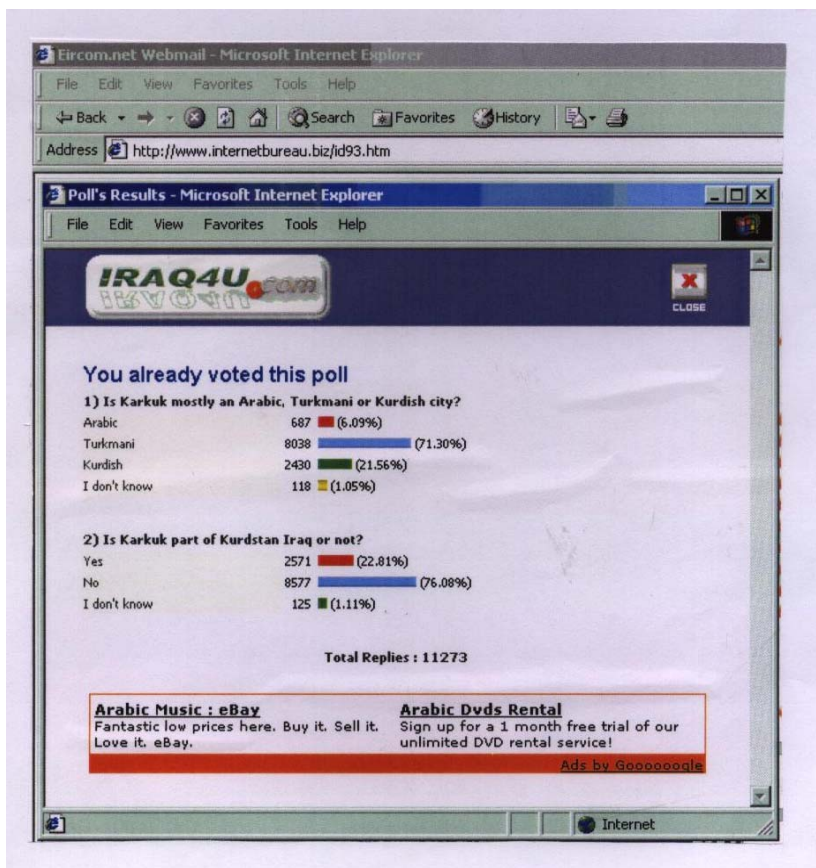 Eircom.net Webmail - Microsoft Internet Explorer
File Edit View Favorites Tools Help
Back Search Favorites History
Address http://www.internetbureau.biz/id93.htm
Poll's Results - Microsoft Internet Explorer
File Edit View Favorites Tools Help
IRAQ4U.com
CLOSE
You already voted this poll
1) Is Karkuk mostly an Arabic, Turkmani or Kurdish city?
Arabic 687 (6.09%)
Turkmani 8038 (71.30%)
Kurdish 2430 (21.56%)
I don't know 118 (1.05%)
2) Is Karkuk part of Kurdstan Iraq or not?
Yes 2571 (22.81%)
No 8577 (76.08%)
I don't know 125 (1.11%)
Total Replies : 11273
Arabic Music : eBay
Fantastic low prices here. Buy it. Sell it.
Love it. eBay.
Arabic Dvds Rental
Sign up for a 1 month free trial of our
unlimited DVD rental service!
Ads by Goooooogle
Internet